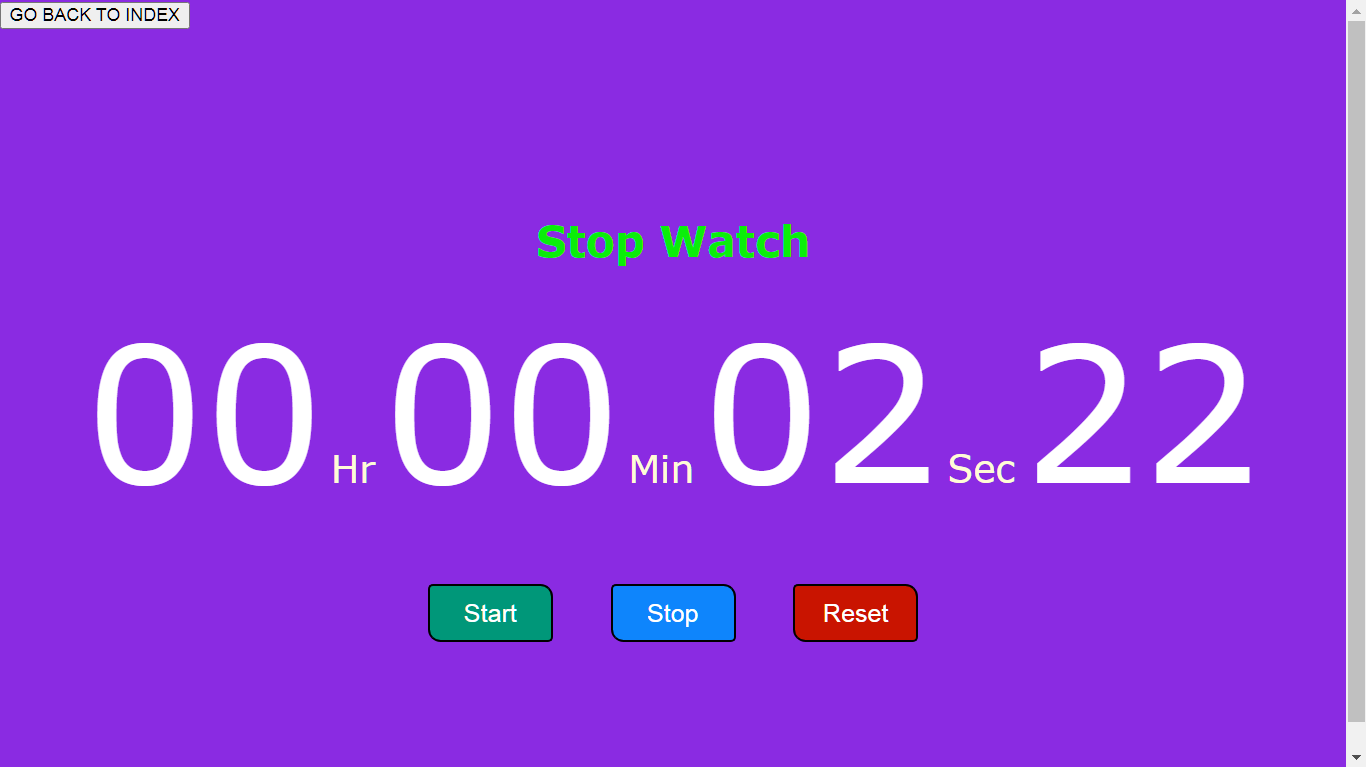 GO BACK TO INDEX
Stop Watch
00 Hr 00 Min 02 Sec 22
Start Stop Reset